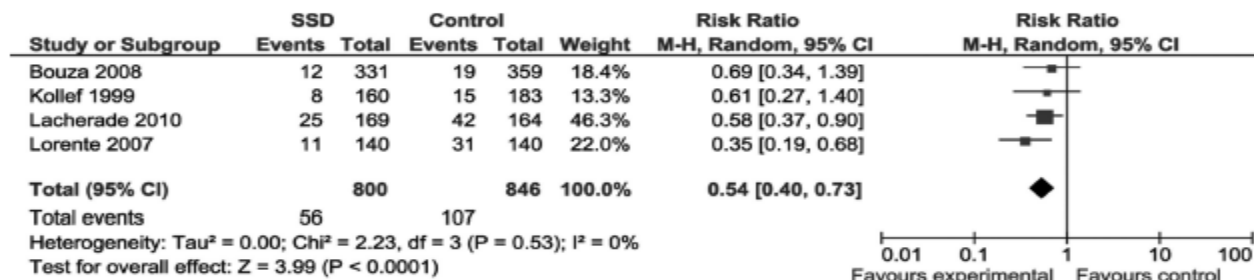 SSD Control Risk Ratio Risk Ratio
Study or Subgroup Events Total Events Total Weight M-H, Random, 95% CI M-H, Random, 95% CI
Bouza 2008 12 331 19 359 18.4% 0.69 [0.34, 1.39]
Kollef 1999 8 160 15 183 13.3% 0.61 [0.27, 1.40]
Lacherade 2010 25 169 42 164 46.3% 0.58 [0.37, 0.90]
Lorente 2007 11 140 31 140 22.0% 0.35 [0.19, 0.68]
Total (95% CI) 800 846 100.0% 0.54 [0.40, 0.73]
Total events 56 107
Heterogeneity: Tau² = 0.00; Chi² = 2.23, df = 3 (P = 0.53); I² = 0%
Test for overall effect: Z = 3.99 (P < 0.0001)
0.01 0.1 1 10 100
Favours experimental Favours control